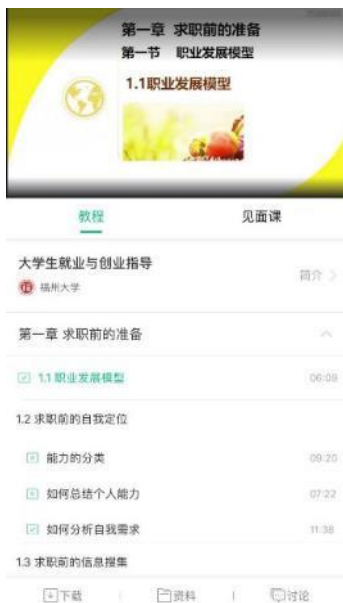 第一章 求职前的准备
第一节 职业发展模型
1.1职业发展模型
教程
见面课
大学生就业与创业指导
简介
福州大学
第一章 求职前的准备
1.1 职业发展模型
06:09
1.2 求职前的自我定位
能力的分类
09:20
如何总结个人能力
07:22
如何分析自我需求
11:38
1.3 求职前的信息搜集
下载
资料
讨论